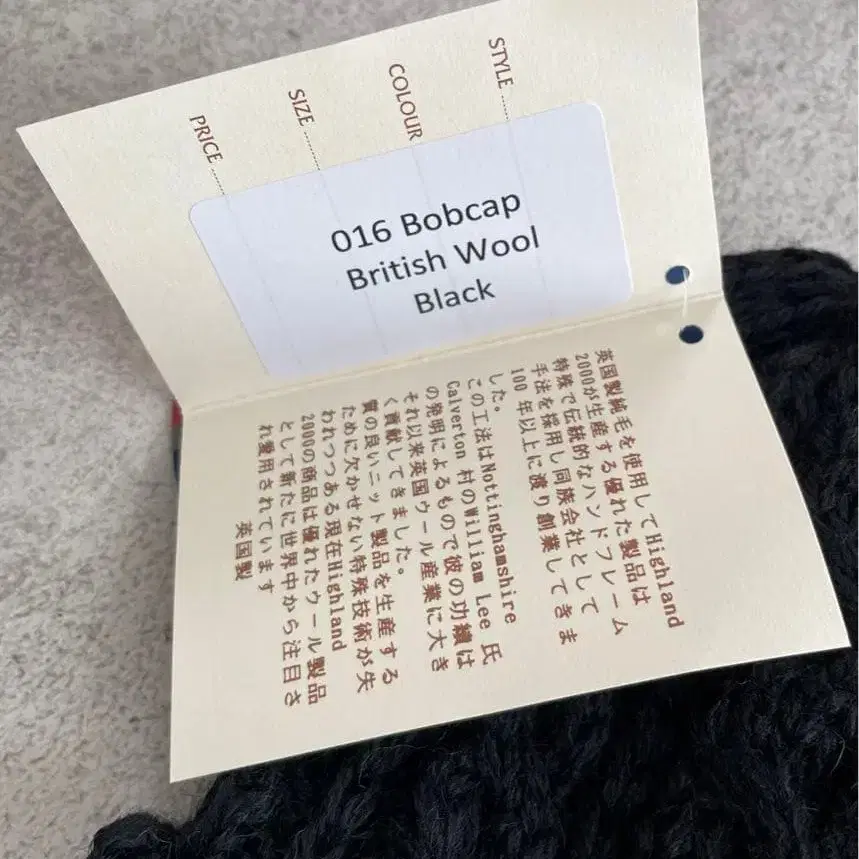 STYLE
COLOUR
SIZE
PRICE
016 Bobcap
British Wool
Black
英国製純毛を使用してHighland
2000が生産する優れた製品は
特殊で伝統的なハンドフレーム
手法を採用し同族会社として
100 年以上に渡り創業してきま
した。
この工法はNottinghamshire
Calverton 村のWilliam Lee 氏
の発明によるもので彼の功績は
それ以来英国ウール産業に大き
く貢献してきました。
質の良いニット製品を生産する
ために欠かせない特殊技術が失
われつつある現在Highland
2000の商品は優れたウール製品
として新たに世界中から注目さ
れ愛用されています
英国製